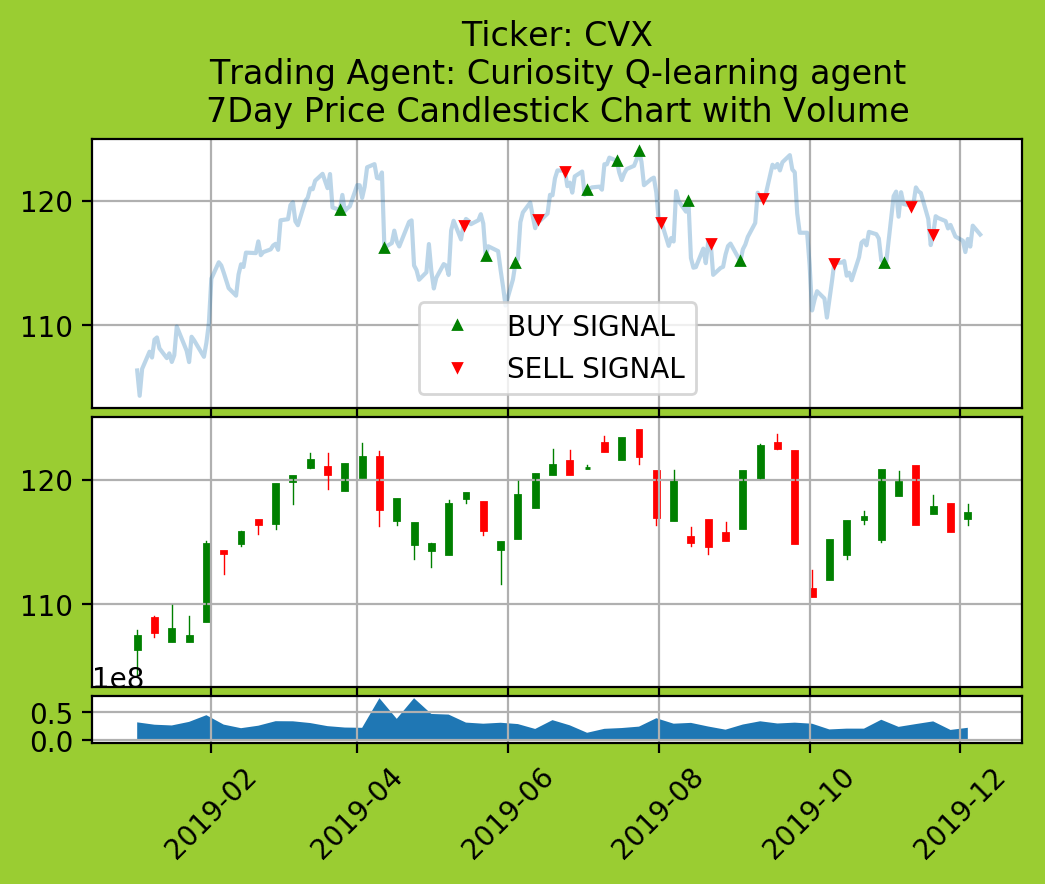 Ticker: CVX
Trading Agent: Curiosity Q-learning agent
7Day Price Candlestick Chart with Volume
120
110
BUY SIGNAL
SELL SIGNAL
120
110
1e8
0.5
0.0
2019-02
2019-04
2019-06
2019-08
2019-10
2019-12